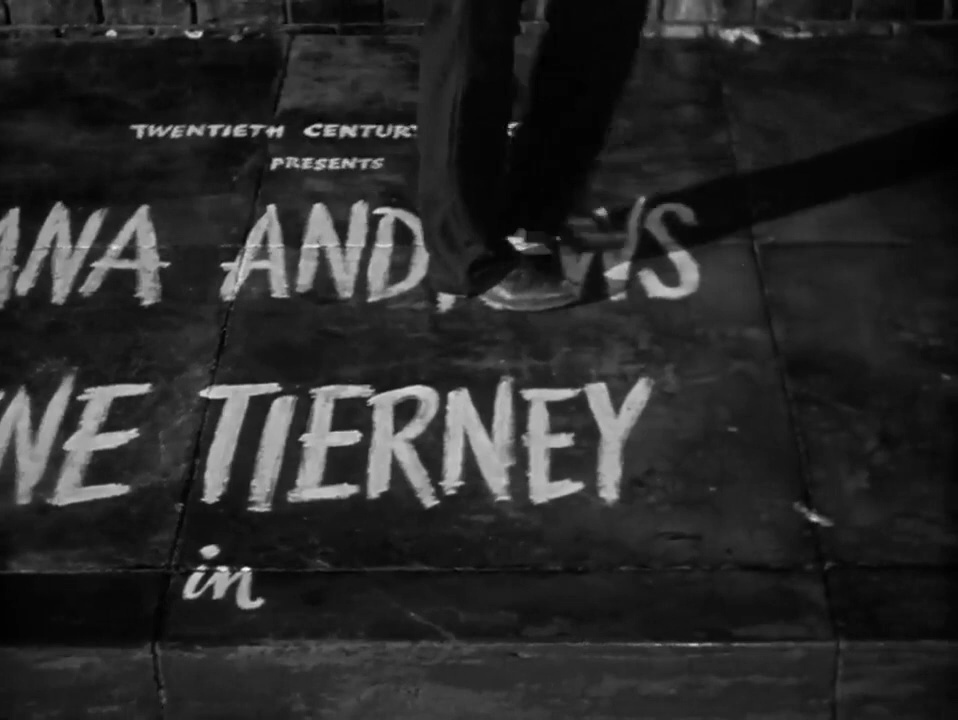 TWENTIETH CENTUR
PRESENTS
ANA AND WS
NE TIERNEY
in